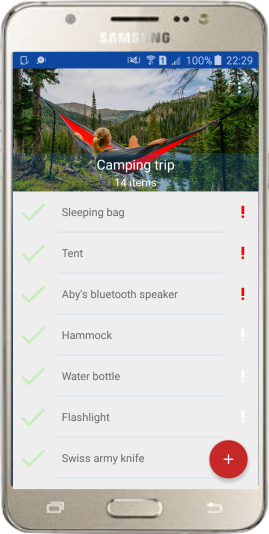 SAMSUNG
100% 22:29
Camping trip
14 items
Sleeping bag
!
Tent
!
Aby's bluetooth speaker
!
Hammock
!
Water bottle
!
Flashlight
!
Swiss army knife
+